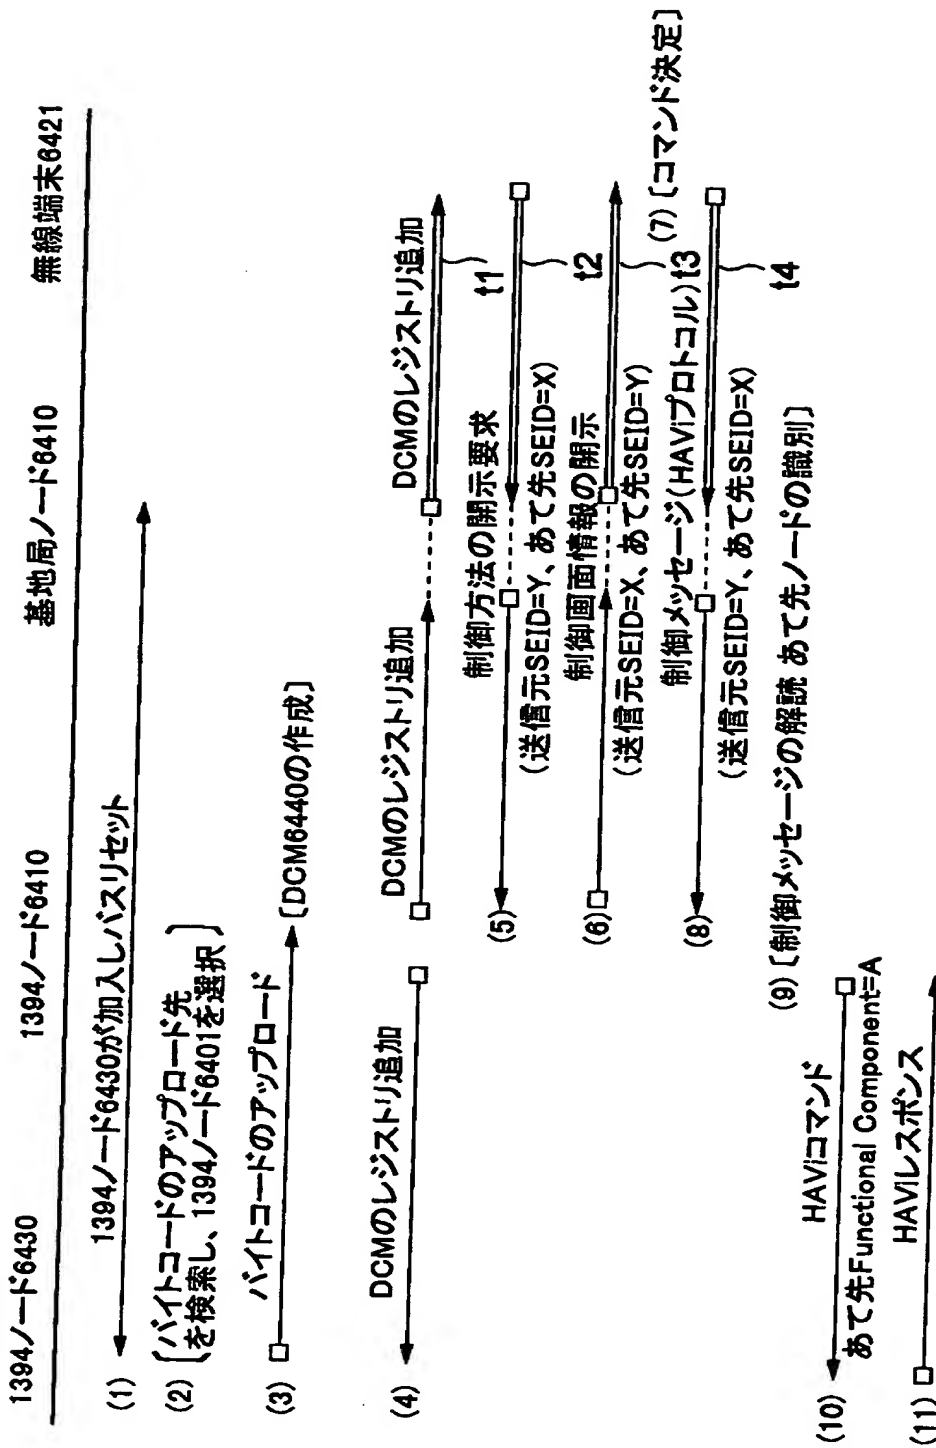 1394ノード6430
1394ノード6410
基地局ノード6410
無線端末6421
(1)
1394ノード6430が加入しバスリセット
(2)
バイトコードのアップロード先
を検索し、1394ノード6401を選択
(3)
バイトコードのアップロード
[DCM6440の作成]
(4)
DCMのレジストリ追加
DCMのレジストリ追加
DCMのレジストリ追加
t1
(5)
制御方法の開示要求
(送信元SEID=Y、あて先SEID=X)
t2
(6)
制御画面情報の開示
(送信元SEID=X、あて先SEID=Y)
t3
(7) [コマンド決定]
(8)
制御メッセージ(HAViプロトコル)
(送信元SEID=Y、あて先SEID=X)
t4
(9) [制御メッセージの解読 あて先ノードの識別]
(10)
HAViコマンド
あて先Functional Component=A
(11)
HAViレスポンス